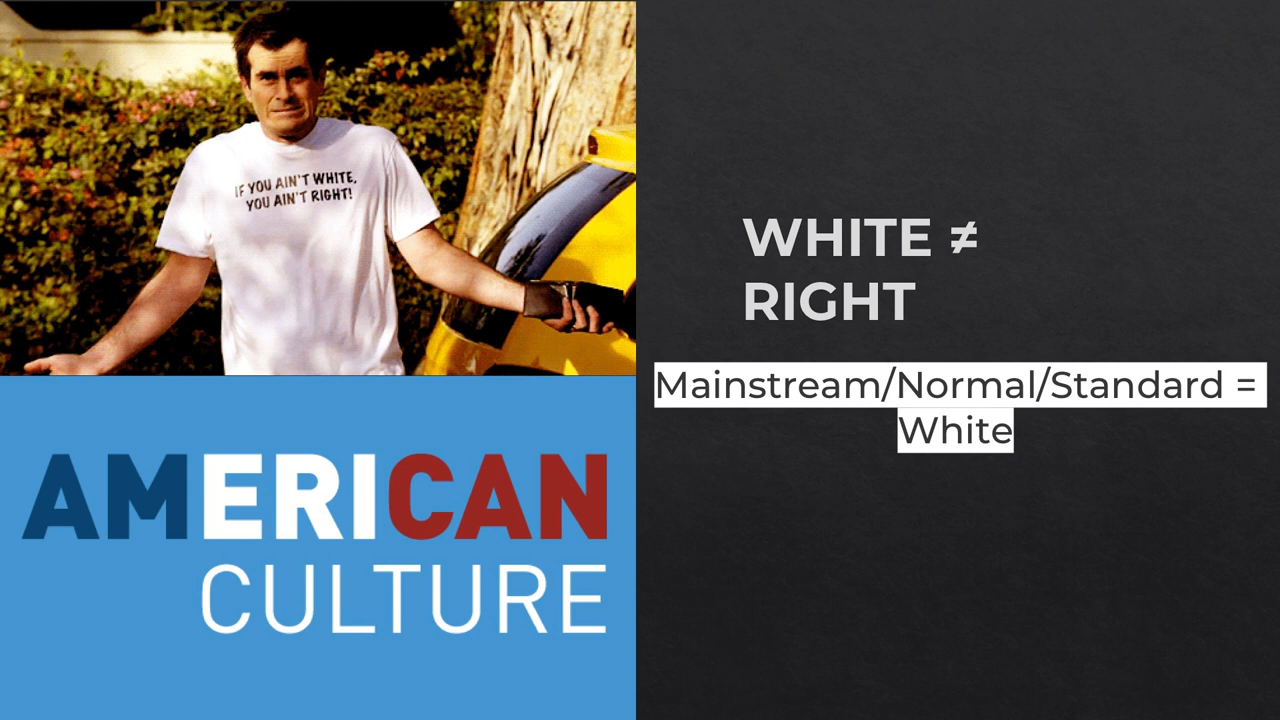 IF YOU AIN'T WHITE,
YOU AIN'T RIGHT!
AMERICAN
CULTURE
WHITE ≠
RIGHT
Mainstream/Normal/Standard =
White